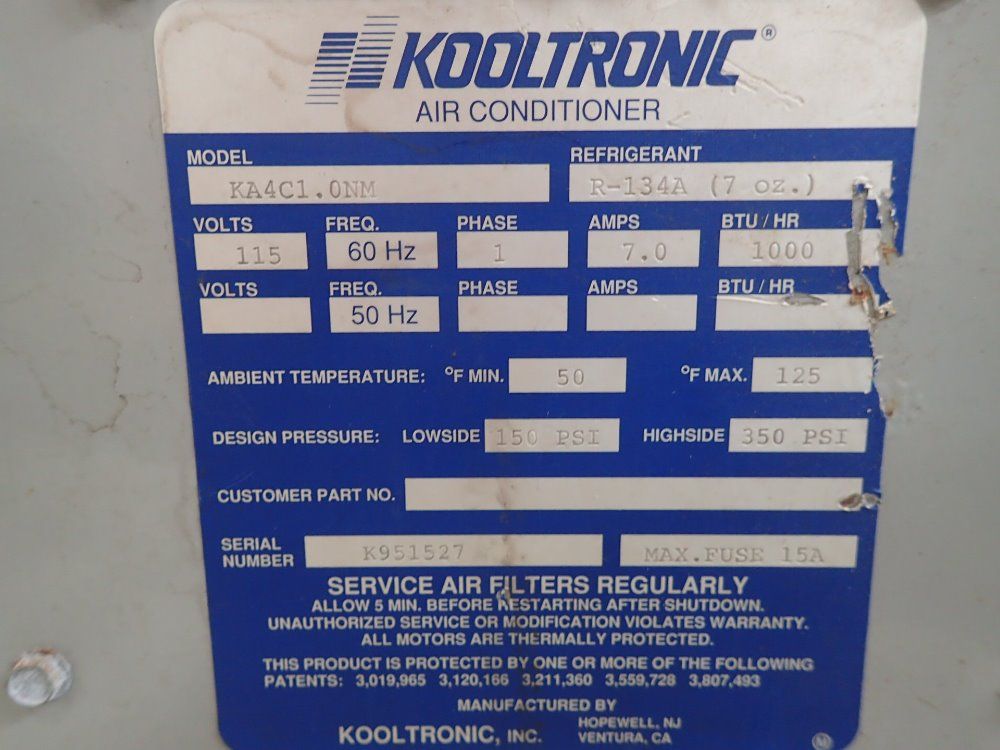 KOOLTRONIC®
AIR CONDITIONER
MODEL REFRIGERANT
KA4C1.0NM R-134A (7 oz.)
VOLTS FREQ. PHASE AMPS BTU / HR
115 60 Hz 1 7.0 1000
VOLTS FREQ. PHASE AMPS BTU / HR
50 Hz
AMBIENT TEMPERATURE: °F MIN. 50 °F MAX. 125
DESIGN PRESSURE: LOWSIDE 150 PSI HIGHSIDE 350 PSI
CUSTOMER PART NO.
SERIAL
NUMBER K951527 MAX.FUSE 15A
SERVICE AIR FILTERS REGULARLY
ALLOW 5 MIN. BEFORE RESTARTING AFTER SHUTDOWN.
UNAUTHORIZED SERVICE OR MODIFICATION VIOLATES WARRANTY.
ALL MOTORS ARE THERMALLY PROTECTED.
THIS PRODUCT IS PROTECTED BY ONE OR MORE OF THE FOLLOWING
PATENTS: 3,019,965 3,120,166 3,211,360 3,559,728 3,807,493
MANUFACTURED BY
KOOLTRONIC, INC. HOPEWELL, NJ
VENTURA, CA